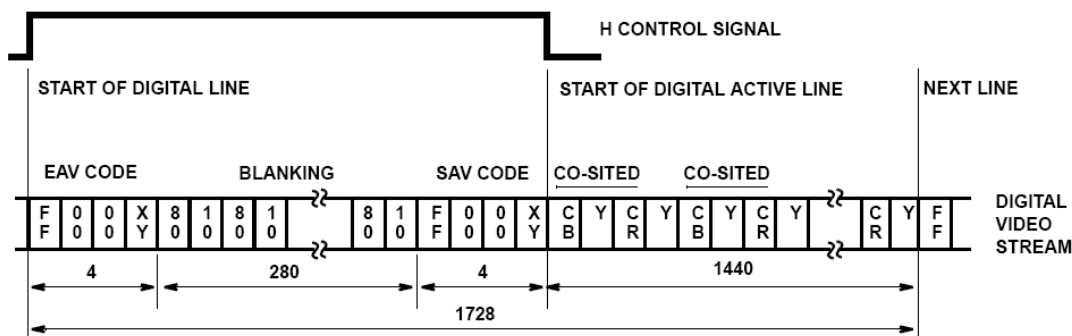 H CONTROL SIGNAL
START OF DIGITAL LINE START OF DIGITAL ACTIVE LINE NEXT LINE
EAV CODE BLANKING SAV CODE CO-SITED CO-SITED
F 0 0 X 8 1 8 1 8 1 F 0 0 X C Y C Y C Y C Y C Y F
F 0 0 Y 0 0 0 0 0 0 F 0 0 Y B R B R R F
DIGITAL
VIDEO
STREAM
4 280 4 1440
1728